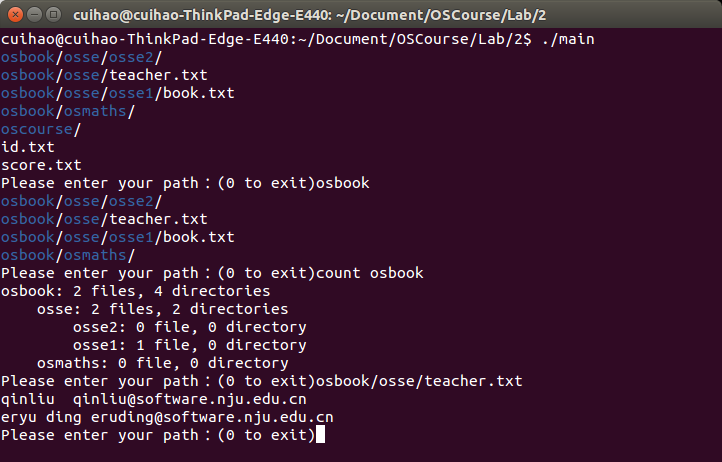 cuihao@cuihao-ThinkPad-Edge-E440: ~/Document/OSCourse/Lab/2
cuihao@cuihao-ThinkPad-Edge-E440:~/Document/OSCourse/Lab/2$ ./main
osbook/osse/osse2/
osbook/osse/teacher.txt
osbook/osse/osse1/book.txt
osbook/osmaths/
oscourse/
id.txt
score.txt
Please enter your path：(0 to exit)osbook
osbook/osse/osse2/
osbook/osse/teacher.txt
osbook/osse/osse1/book.txt
osbook/osmaths/
Please enter your path：(0 to exit)count osbook
osbook: 2 files, 4 directories
    osse: 2 files, 2 directories
        osse2: 0 file, 0 directory
        osse1: 1 file, 0 directory
    osmaths: 0 file, 0 directory
Please enter your path：(0 to exit)osbook/osse/teacher.txt
qinliu  qinliu@software.nju.edu.cn
eryu ding eruding@software.nju.edu.cn
Please enter your path：(0 to exit)